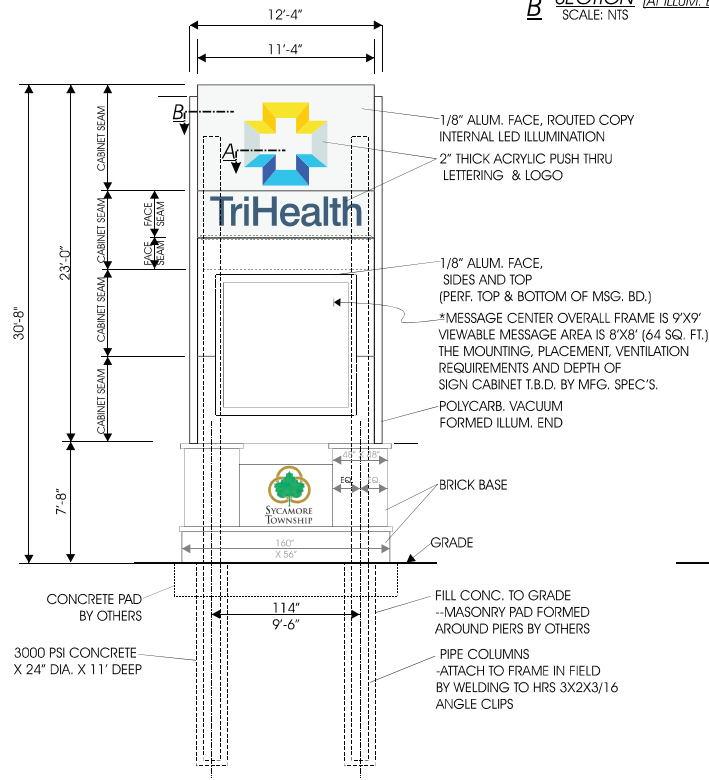 12'-4"
B
SECTION
SCALE: NTS
11'-4"
B
1/8" ALUM. FACE, ROUTED COPY
INTERNAL LED ILLUMINATION
A
2" THICK ACRYLIC PUSH THRU
LETTERING & LOGO
CABINET SEAM
TriHealth
FACE
SEAM
CABINET SEAM
FACE
SEAM
23'-0"
30'-8"
1/8" ALUM. FACE,
SIDES AND TOP
(PERF. TOP & BOTTOM OF MSG. BD.)
CABINET SEAM
*MESSAGE CENTER OVERALL FRAME IS 9'X9'
VIEWABLE MESSAGE AREA IS 8'X8' (64 SQ. FT.)
THE MOUNTING, PLACEMENT, VENTILATION
REQUIREMENTS AND DEPTH OF
SIGN CABINET T.B.D. BY MFG. SPEC'S.
CABINET SEAM
POLYCARB. VACUUM
FORMED ILLUM. END
7'-8"
EQ.
EQ.
BRICK BASE
SYCAMORE
TOWNSHIP
160"
X 56"
GRADE
CONCRETE PAD
BY OTHERS
114"
9'-6"
FILL CONC. TO GRADE
--MASONRY PAD FORMED
AROUND PIERS BY OTHERS
3000 PSI CONCRETE
X 24" DIA. X 11' DEEP
PIPE COLUMNS
-ATTACH TO FRAME IN FIELD
BY WELDING TO HRS 3X2X3/16
ANGLE CLIPS